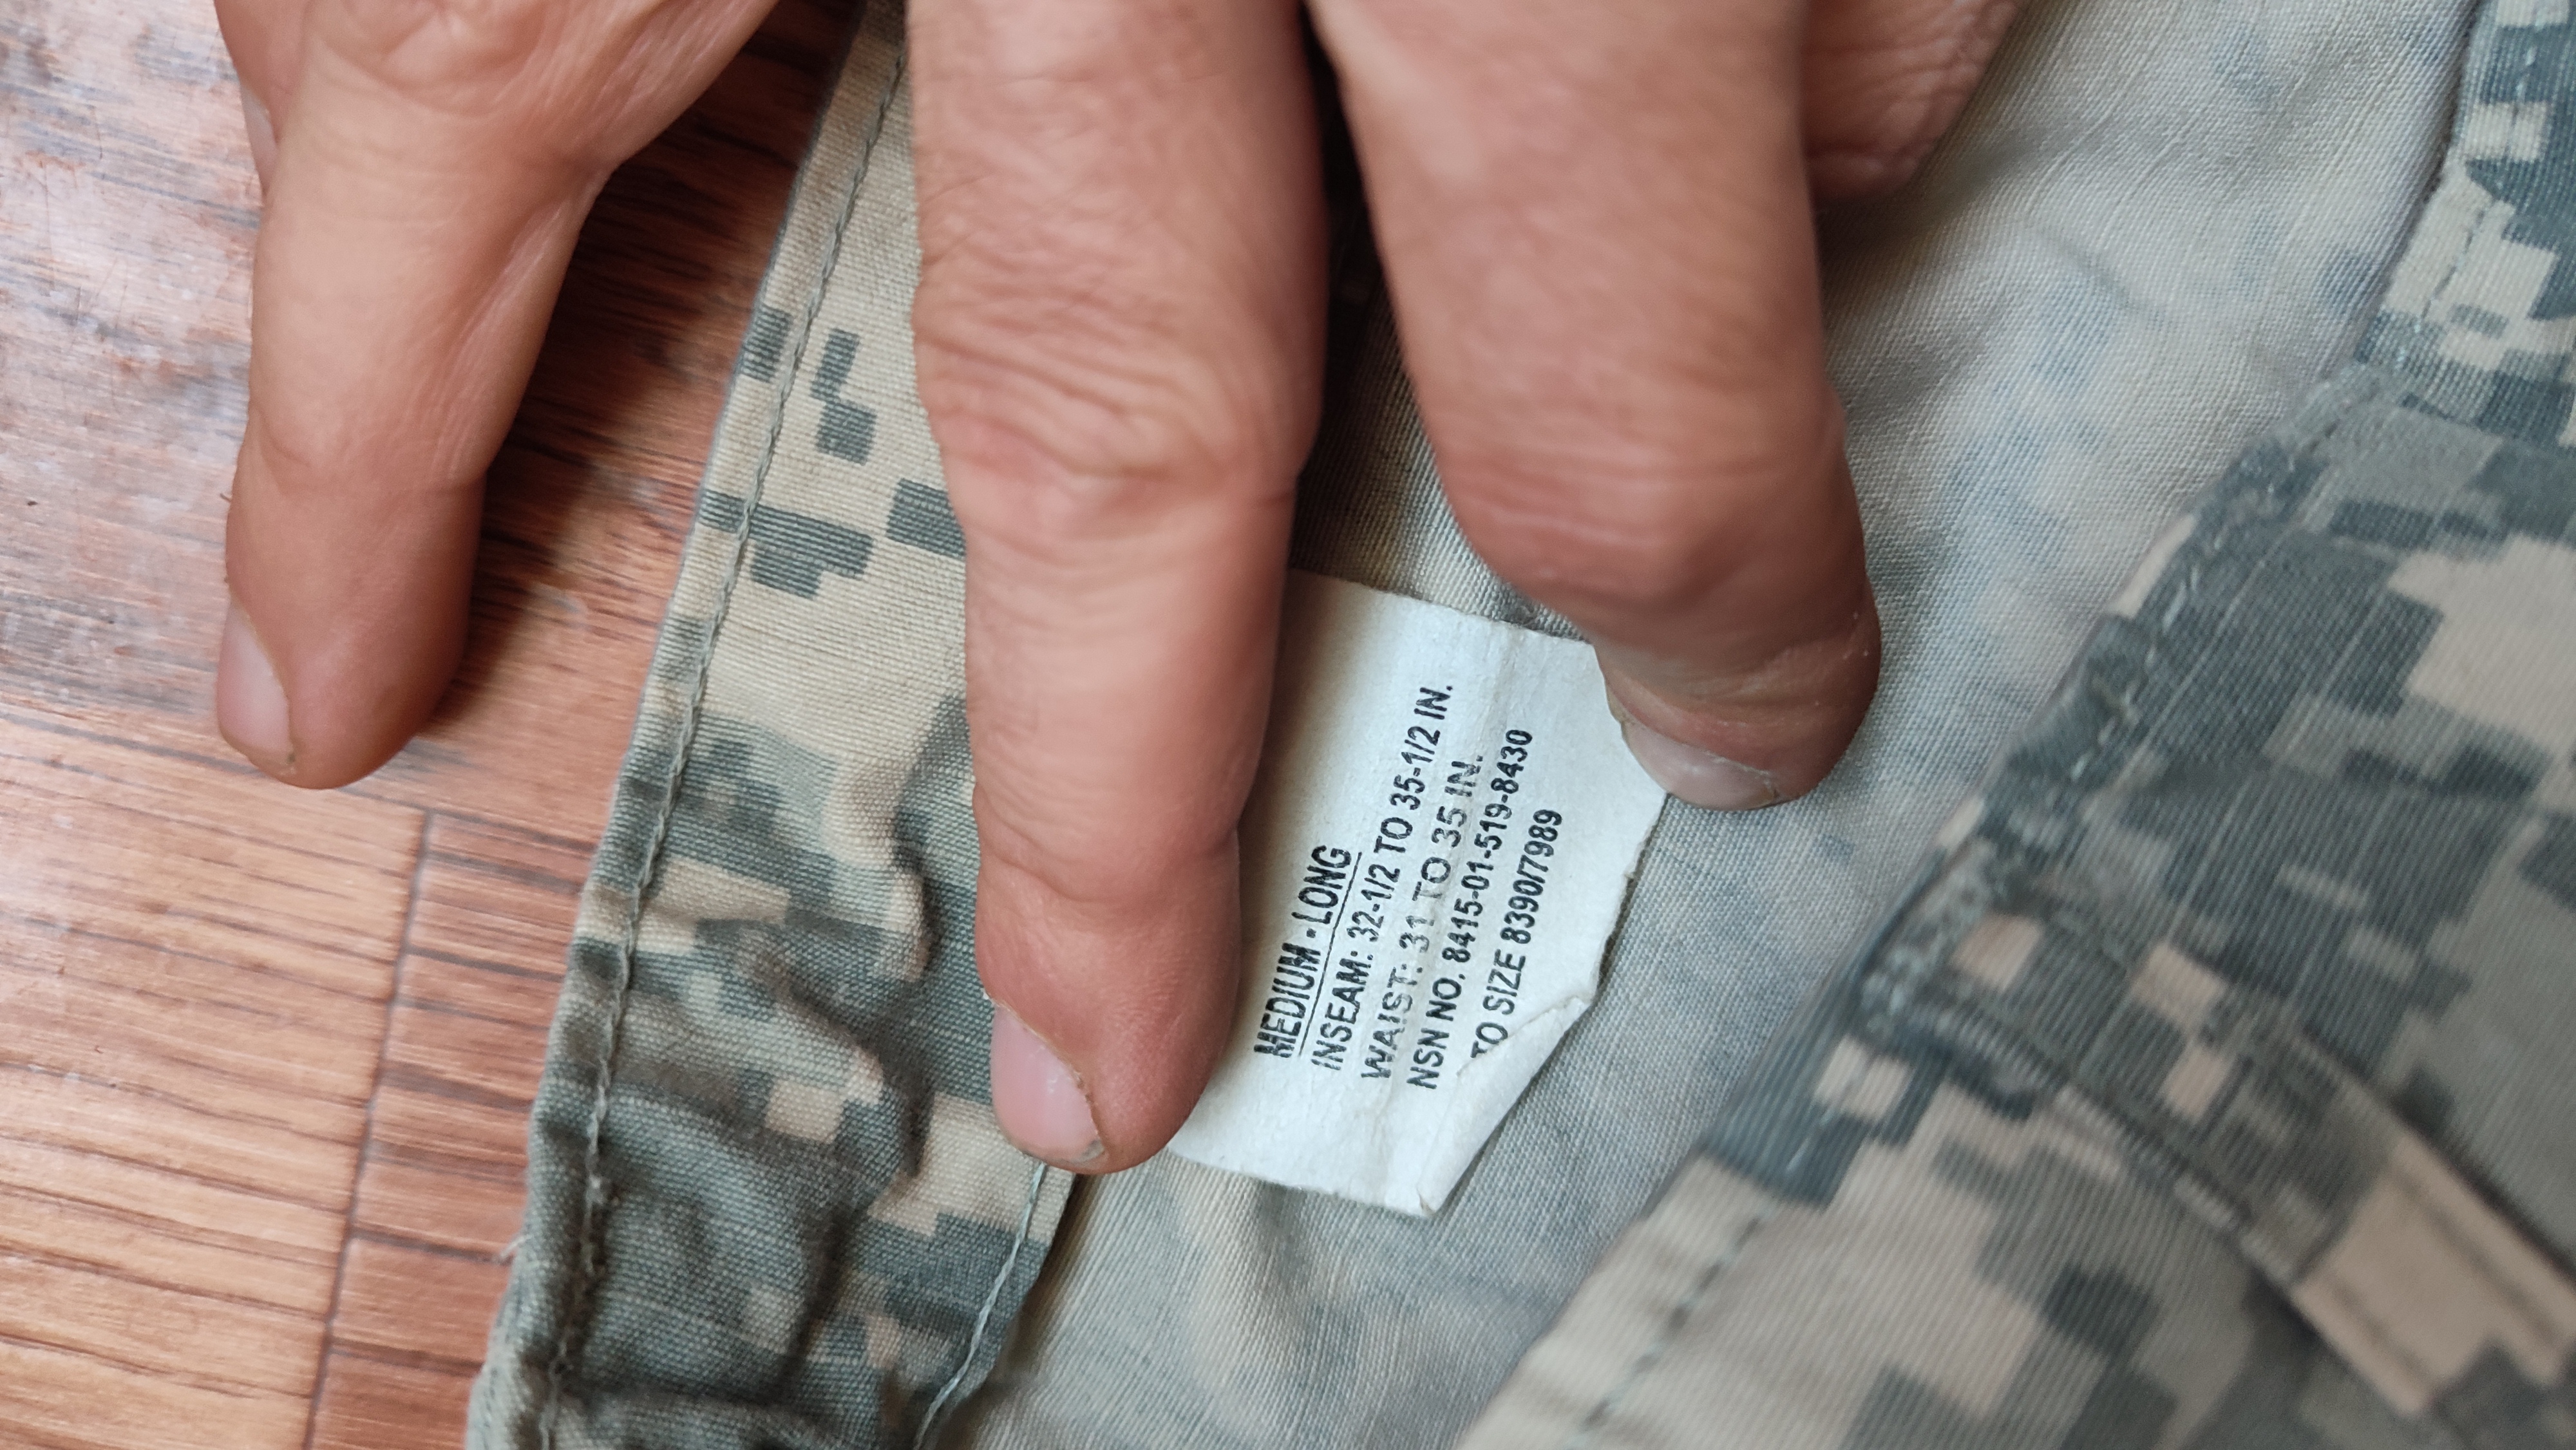 MEDIUM - LONG
INSEAM: 32-1/2 TO 35-1/2 IN.
WAIST: 31 TO 35 IN.
NSN NO. 8415-01-519-8430
TO SIZE 8390/7989